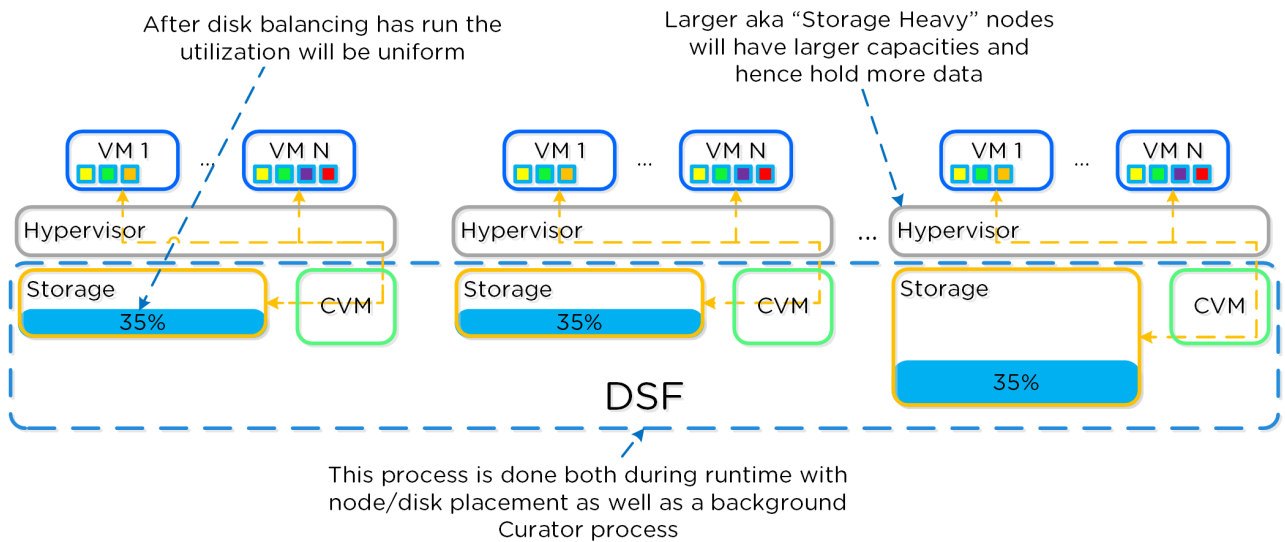 After disk balancing has run the
utilization will be uniform
Larger aka “Storage Heavy” nodes
will have larger capacities and
hence hold more data
VM 1
...
VM N
VM 1
...
VM N
VM 1
...
VM N
Hypervisor
Hypervisor
...
Hypervisor
Storage
35%
CVM
Storage
35%
CVM
Storage
35%
CVM
DSF
This process is done both during runtime with
node/disk placement as well as a background
Curator process